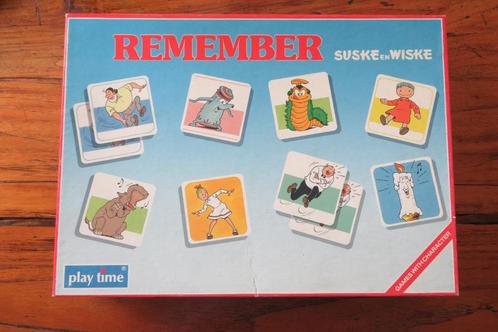 REMEMBER
SUSKE EN WISKE
play time®
GAMES WITH CHARACTER